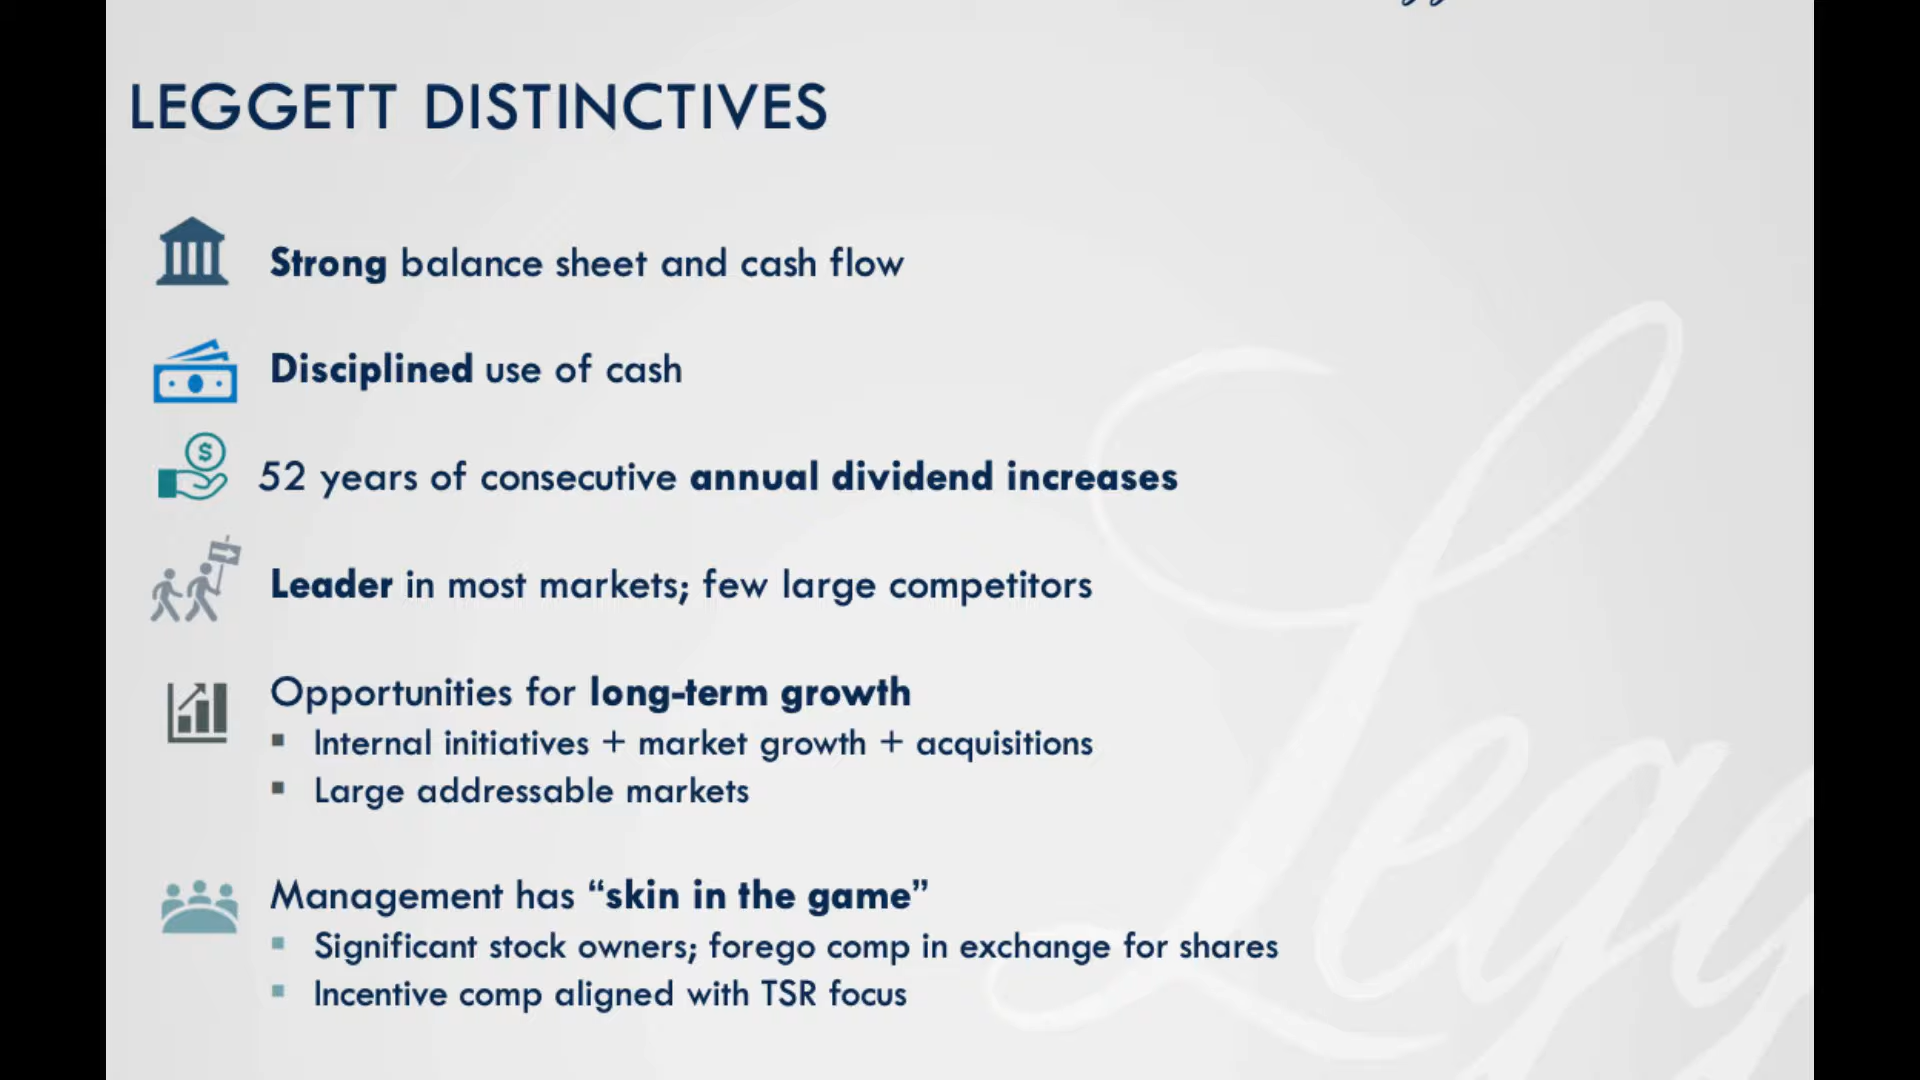 LEGGETT DISTINCTIVES
Strong balance sheet and cash flow
Disciplined use of cash
$
52 years of consecutive annual dividend increases
Leader in most markets; few large competitors
Opportunities for long-term growth
▪ Internal initiatives + market growth + acquisitions
▪ Large addressable markets
Management has “skin in the game”
▪ Significant stock owners; forego comp in exchange for shares
▪ Incentive comp aligned with TSR focus
Legg